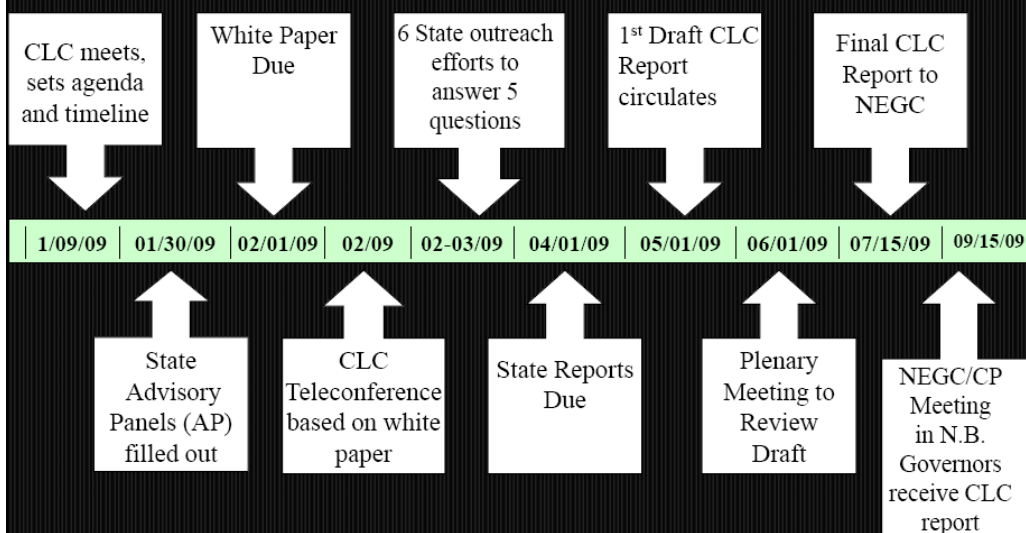 CLC meets,
sets agenda
and timeline
White Paper
Due
6 State outreach
efforts to
answer 5
questions
1st Draft CLC
Report
circulates
Final CLC
Report to
NEGC
1/09/09
01/30/09
02/01/09
02/09
02-03/09
04/01/09
05/01/09
06/01/09
07/15/09
09/15/09
State
Advisory
Panels (AP)
filled out
CLC
Teleconference
based on white
paper
State Reports
Due
Plenary
Meeting to
Review
Draft
NEGC/CP
Meeting
in N.B.
Governors
receive CLC
report